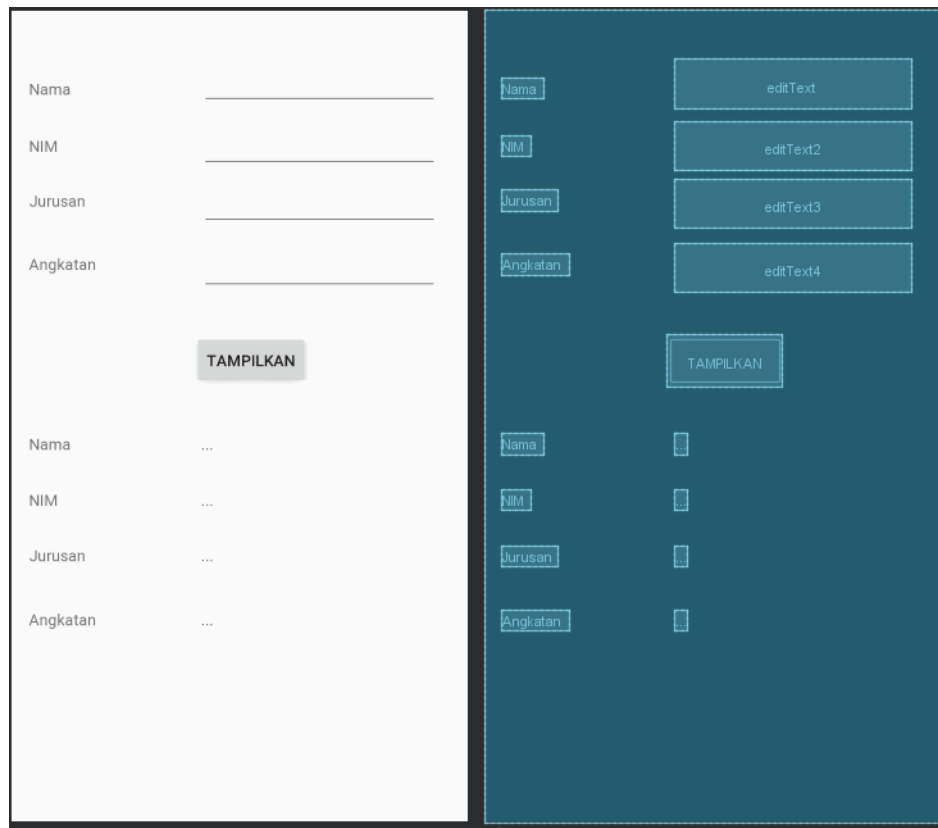 Nama
NIM
Jurusan
Angkatan
TAMPILKAN
Nama ...
NIM ...
Jurusan ...
Angkatan ...
Nama editText
NIM editText2
Jurusan editText3
Angkatan editText4
TAMPILKAN
Nama ...
NIM ...
Jurusan ...
Angkatan ...